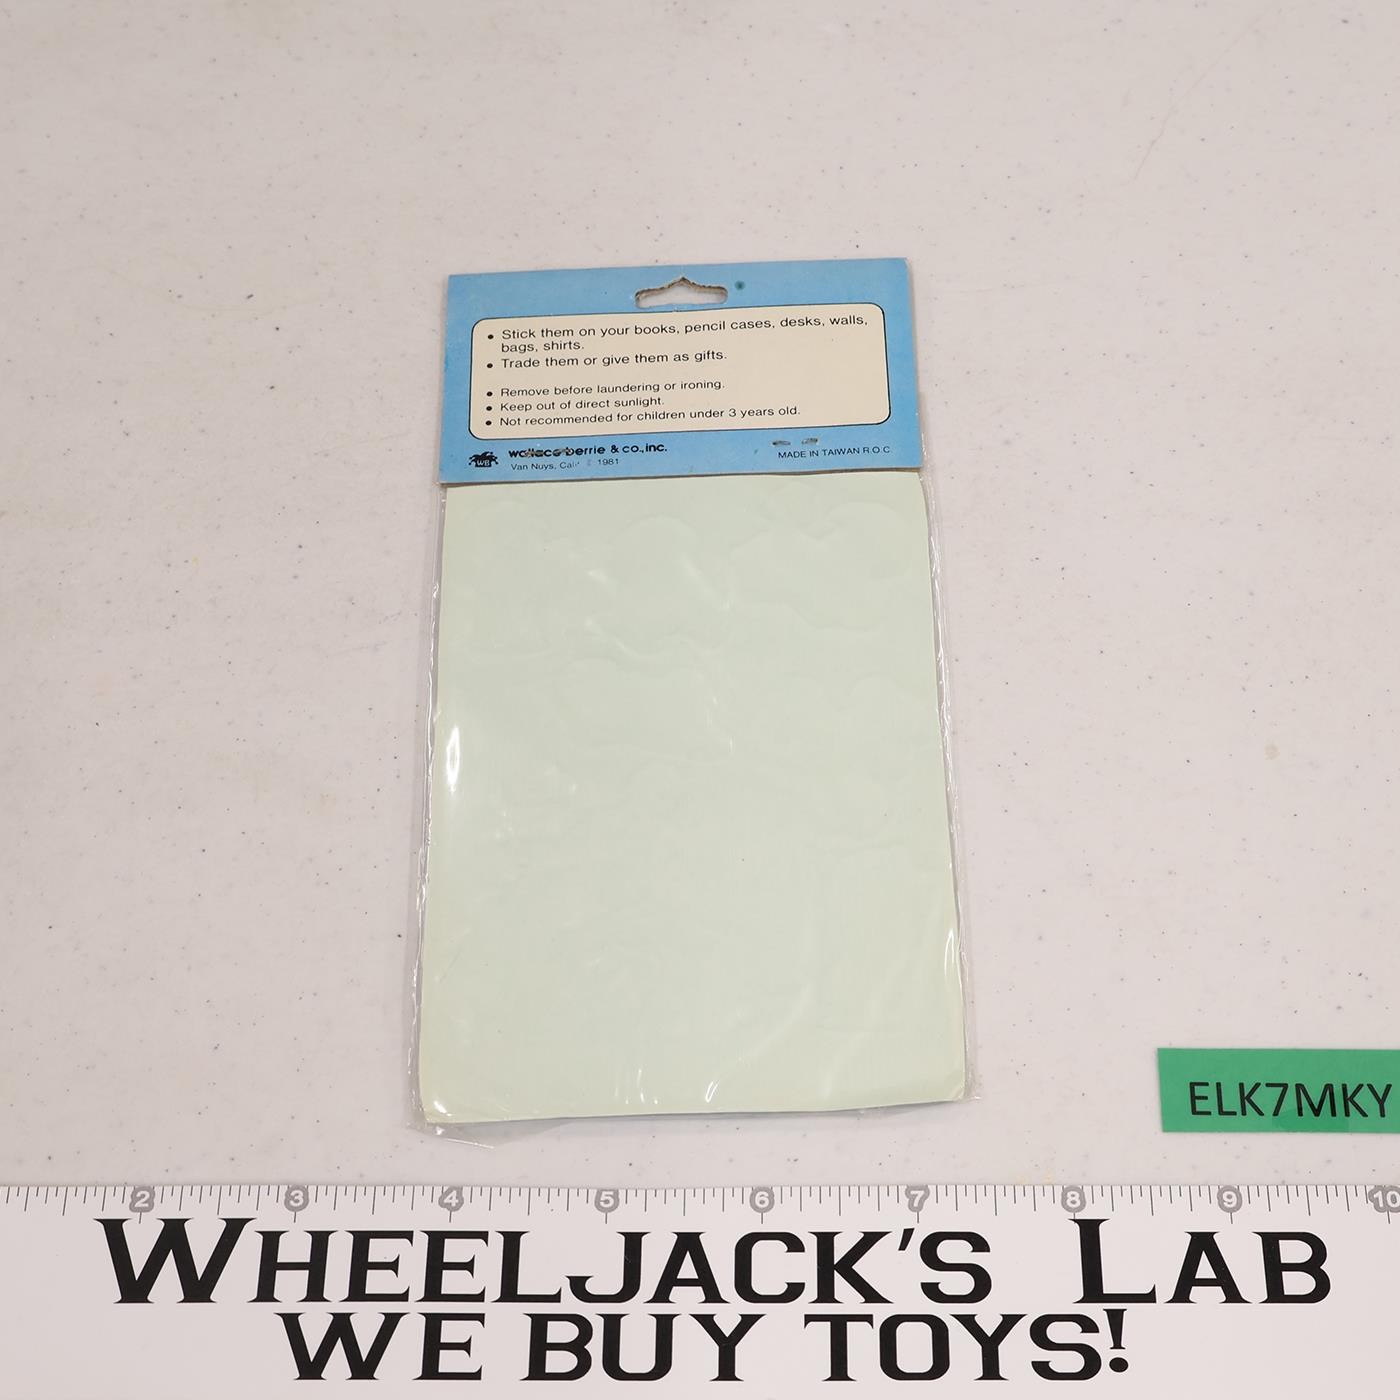 • Stick them on your books, pencil cases, desks, walls,
bags, shirts.
• Trade them or give them as gifts.
• Remove before laundering or ironing.
• Keep out of direct sunlight.
• Not recommended for children under 3 years old.
WB
wallace berrie & co., inc.
Van Nuys, Calif © 1981
MADE IN TAIWAN R.O.C.
ELK7MKY
2 3 4 5 6 7 8 9 10
WHEELJACK'S LAB
WE BUY TOYS!